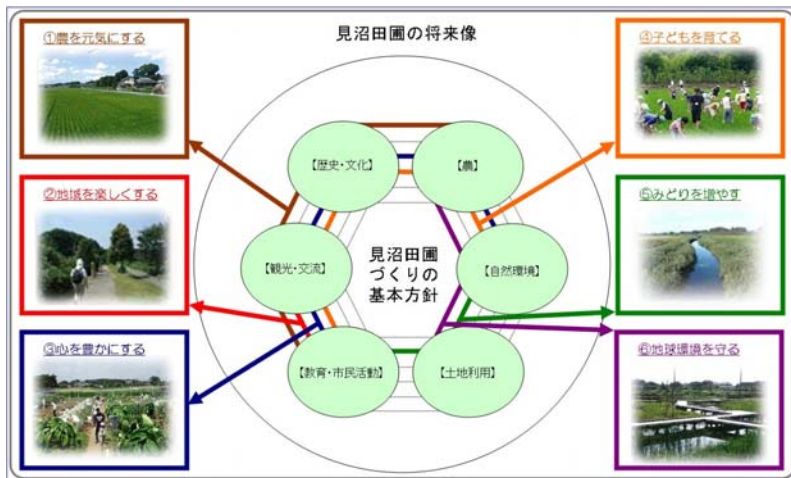 見沼田圃の将来像
①農を元気にする
②地域を楽しくする
③心を豊かにする
④子どもを育てる
⑤みどりを増やす
⑥地球環境を守る
【歴史・文化】
【農】
【観光・交流】
見沼田圃
づくりの
基本方針
【自然環境】
【教育・市民活動】
【土地利用】